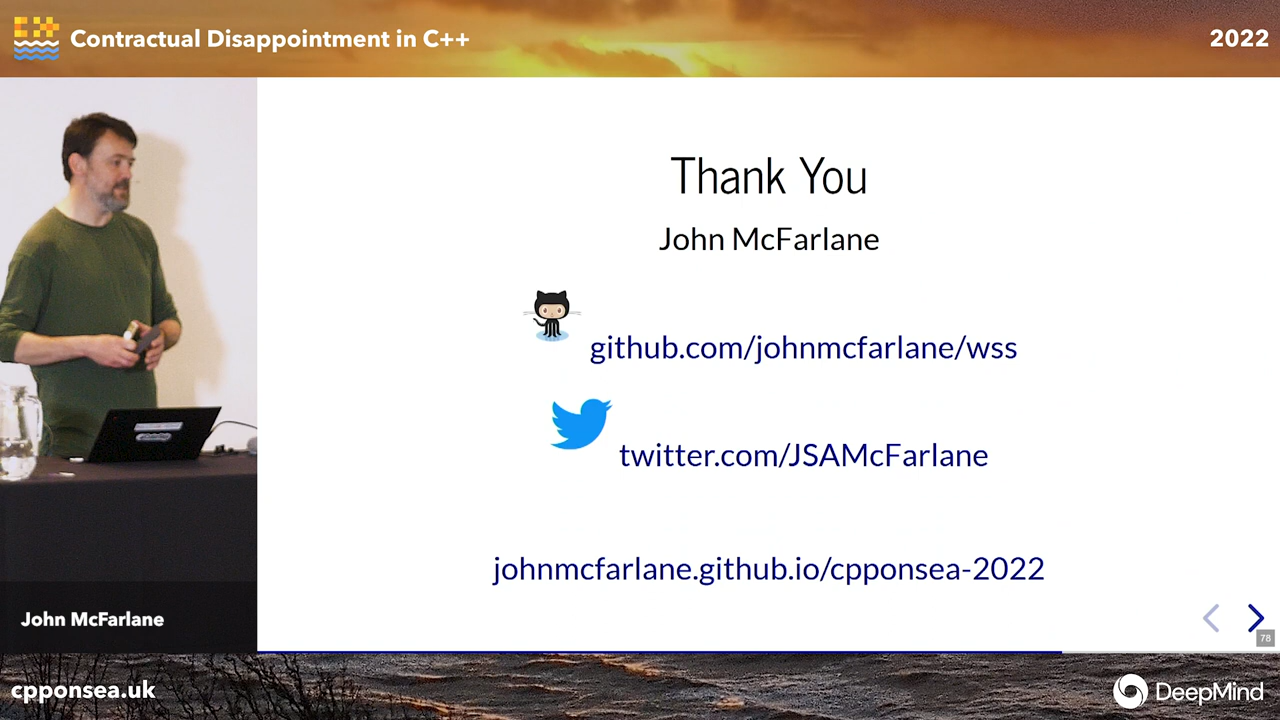 Contractual Disappointment in C++
2022
Thank You
John McFarlane
github.com/johnmcfarlane/wss
twitter.com/JSAMcFarlane
johnmcfarlane.github.io/cpponsea-2022
78
John McFarlane
cpponsea.uk
DeepMind